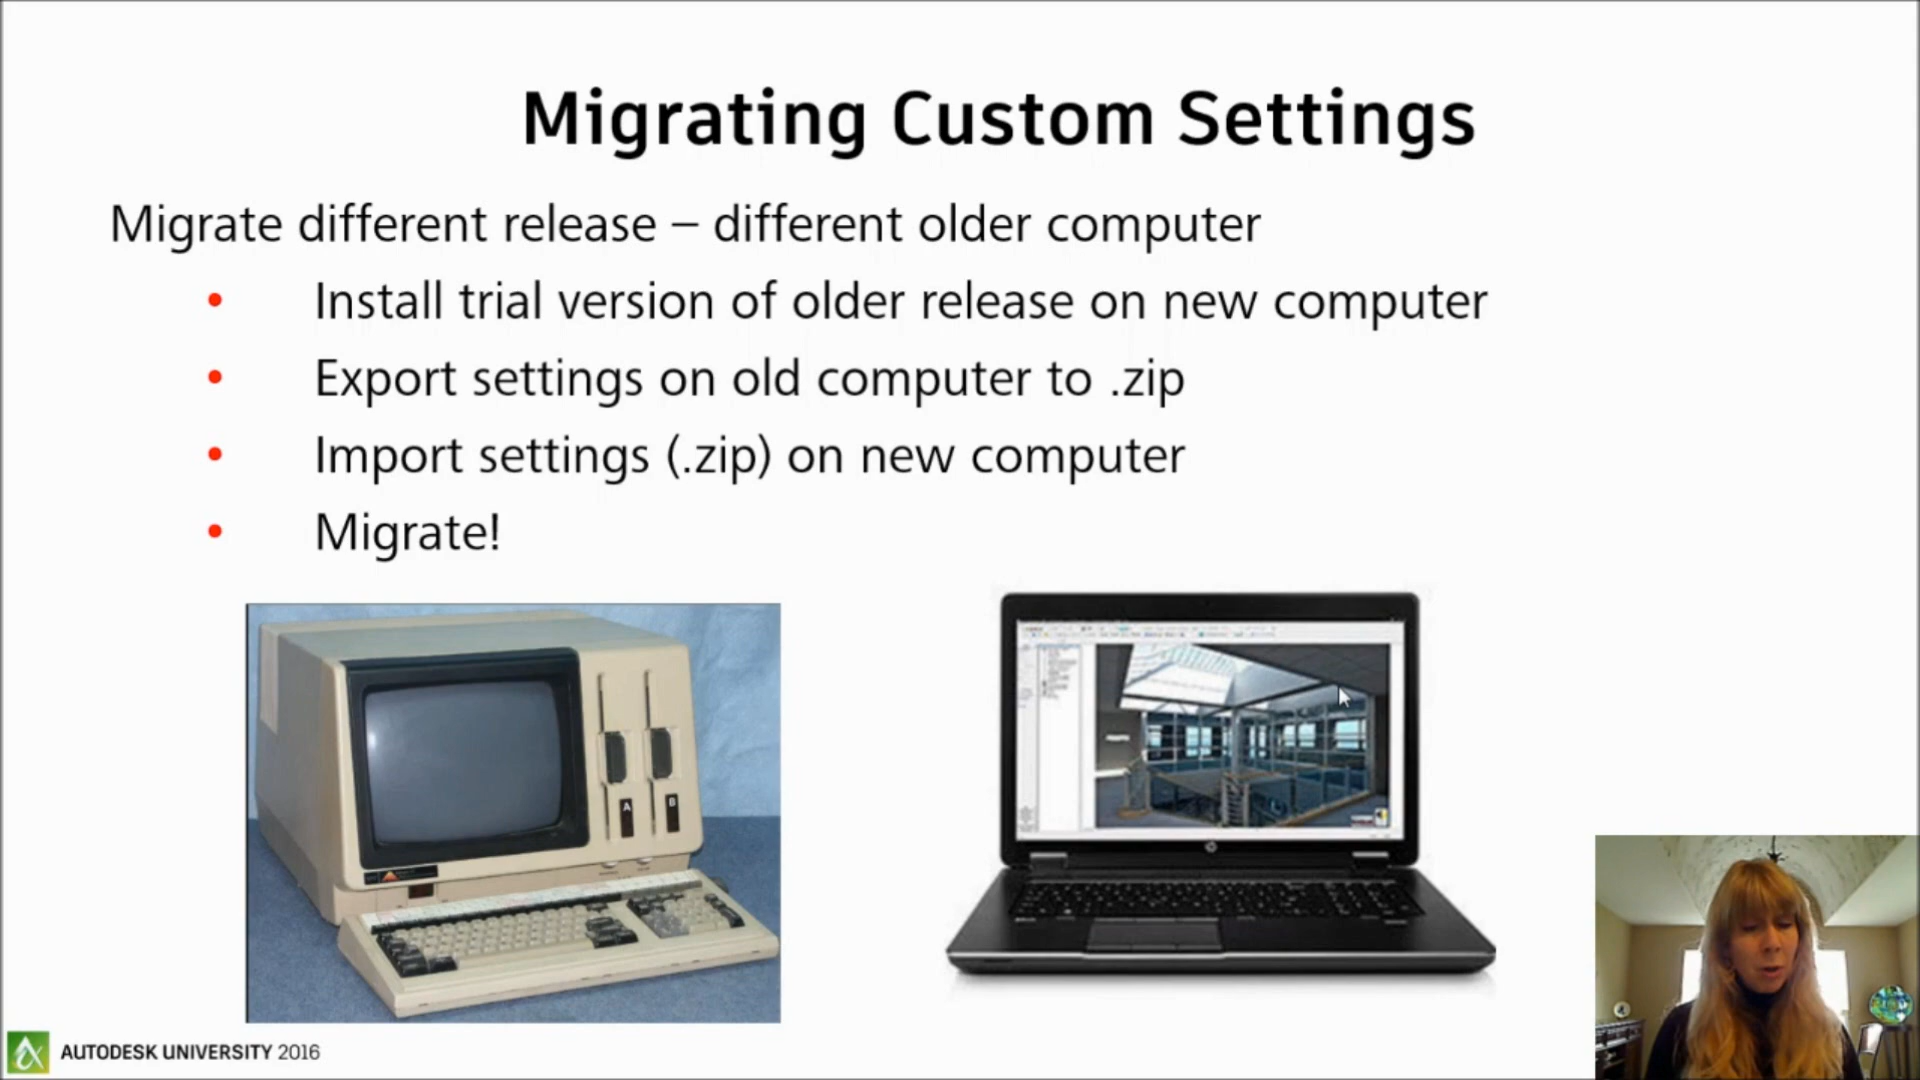 Migrating Custom Settings
Migrate different release – different older computer
• Install trial version of older release on new computer
• Export settings on old computer to .zip
• Import settings (.zip) on new computer
• Migrate!
A B
hp
AUTODESK UNIVERSITY 2016